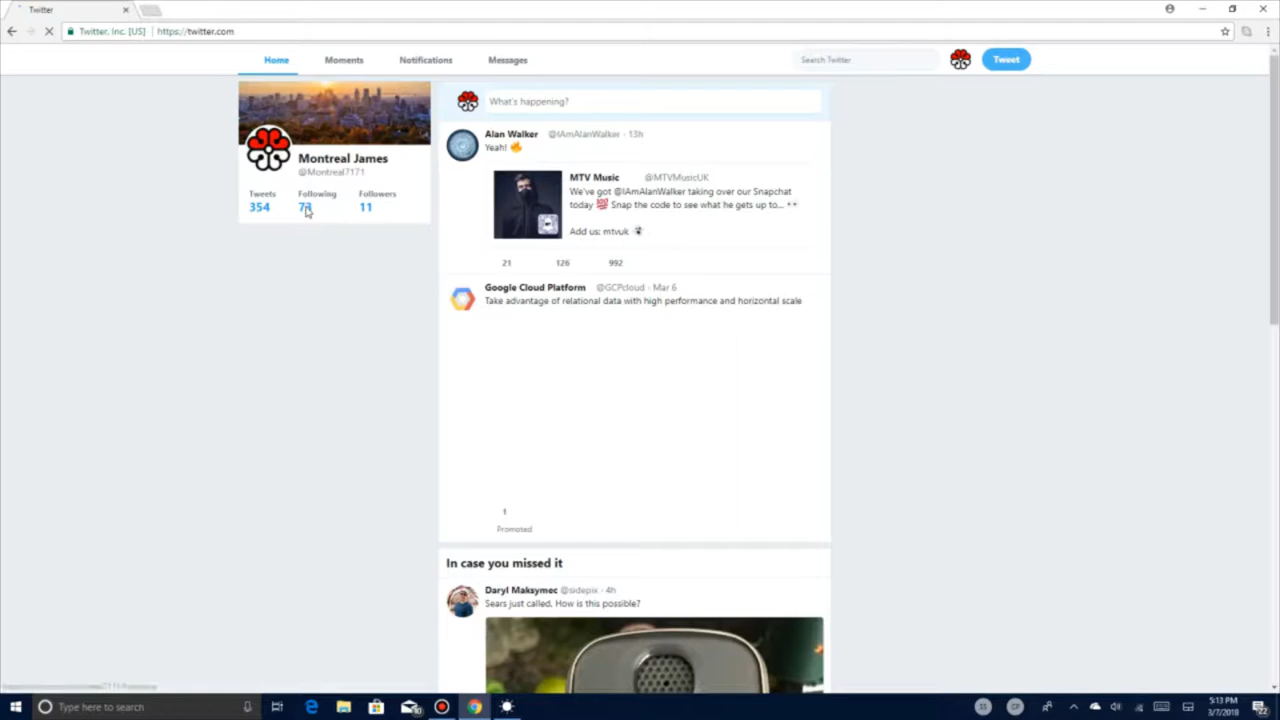 Twitter
Twitter, Inc. [US] https://twitter.com
Home Moments Notifications Messages Search Twitter Tweet
What's happening?
Montreal James
@Montreal7171
Tweets Following Followers
354 73 11
Alan Walker @IAmAlanWalker · 13h
Yeah! 🔥
MTV Music @MTVMusicUK
We've got @IAmAlanWalker taking over our Snapchat
today 💯 Snap the code to see what he gets up to... 👀
Add us: mtvuk 👻
21 126 992
Google Cloud Platform @GCPcloud · Mar 6
Take advantage of relational data with high performance and horizontal scale
1
Promoted
In case you missed it
Daryl Maksymec @sidepix · 4h
Sears just called. How is this possible?
Type here to search
5:13 PM
3/7/2018
22